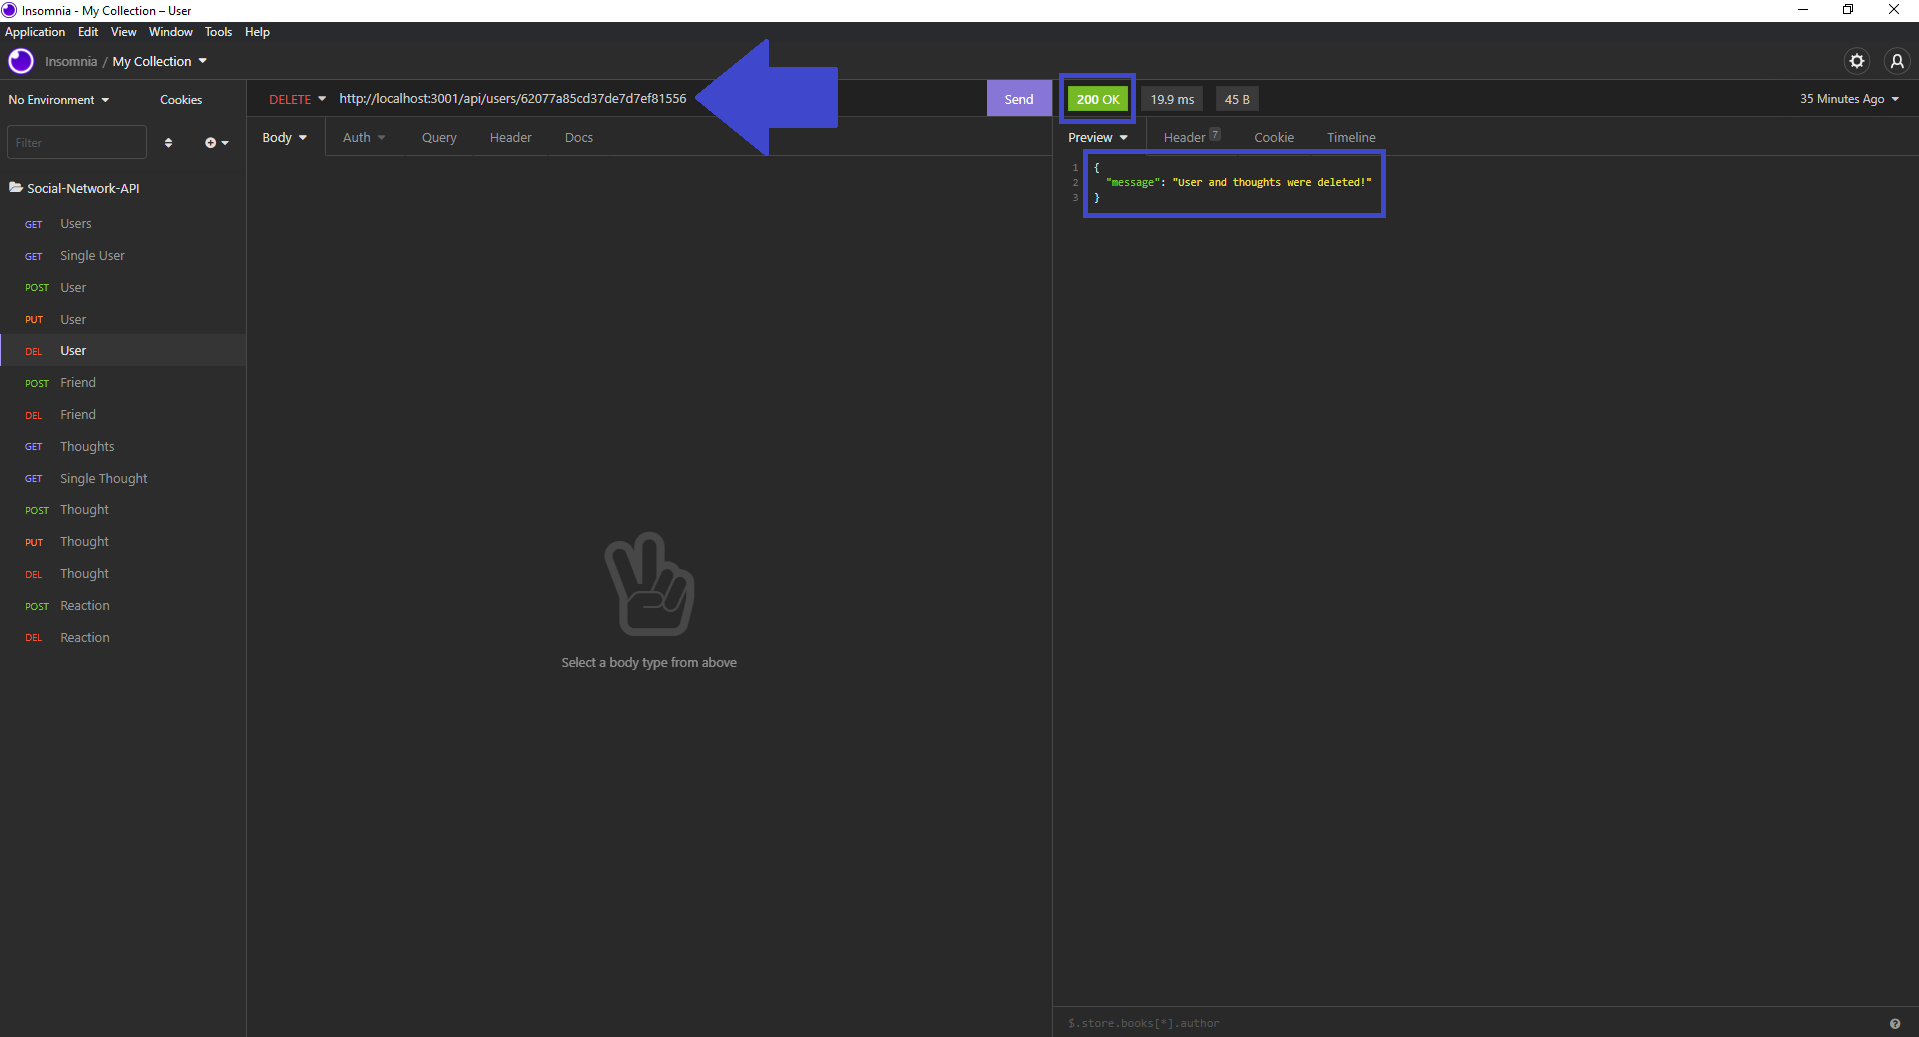 Insomnia - My Collection – User
Application Edit View Window Tools Help
Insomnia / My Collection
No Environment Cookies
Filter
Social-Network-API
GET Users
GET Single User
POST User
PUT User
DEL User
POST Friend
DEL Friend
GET Thoughts
GET Single Thought
POST Thought
PUT Thought
DEL Thought
POST Reaction
DEL Reaction
DELETE http://localhost:3001/api/users/62077a85cd37de7d7ef81556 Send
Body Auth Query Header Docs
Select a body type from above
200 OK 19.9 ms 45 B 35 Minutes Ago
Preview Header 7 Cookie Timeline
1 {
2 "message": "User and thoughts were deleted!"
3 }
$.store.books[*].author